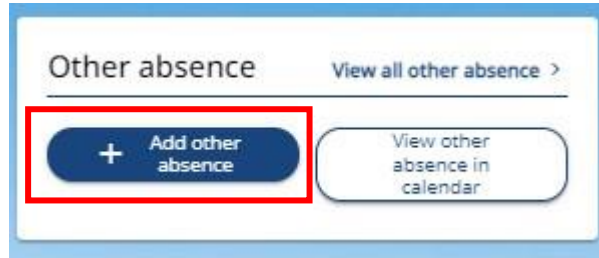 Other absence
View all other absence >
+ Add other
absence
View other
absence in
calendar